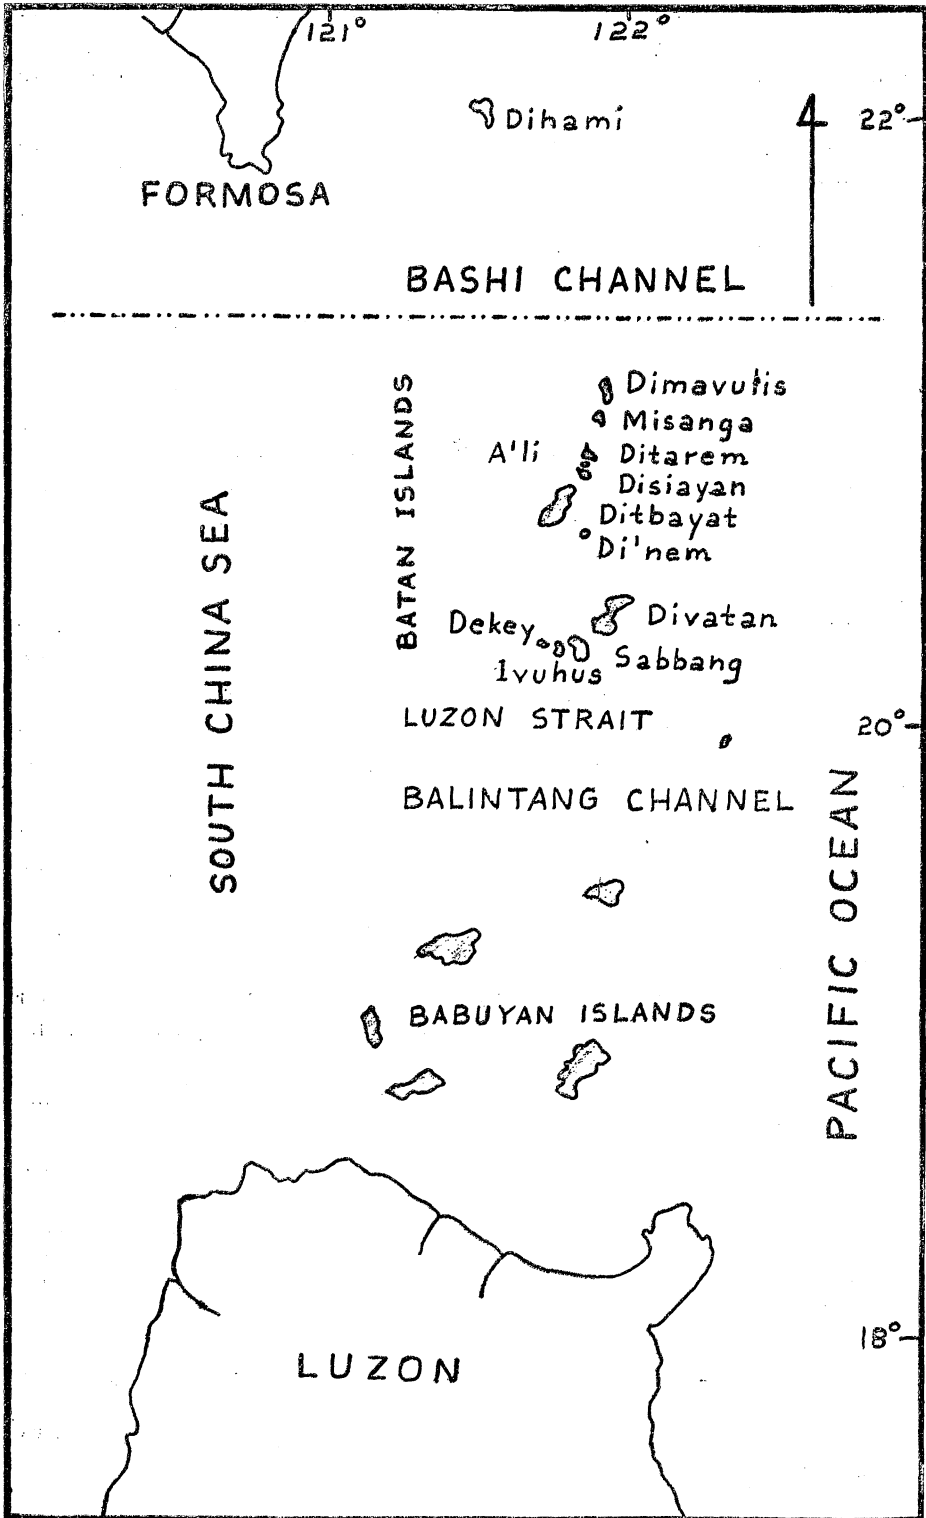 121°
122°
Dihami
22°
FORMOSA
BASHI CHANNEL
BATAN ISLANDS
Dimavulis
Misanga
A'li
Ditarem
Disiayan
Ditbayat
Di'nem
SOUTH CHINA SEA
Divatan
Dekey
Ivuhus
Sabbang
LUZON STRAIT
20°
BALINTANG CHANNEL
PACIFIC OCEAN
BABUYAN ISLANDS
18°
LUZON